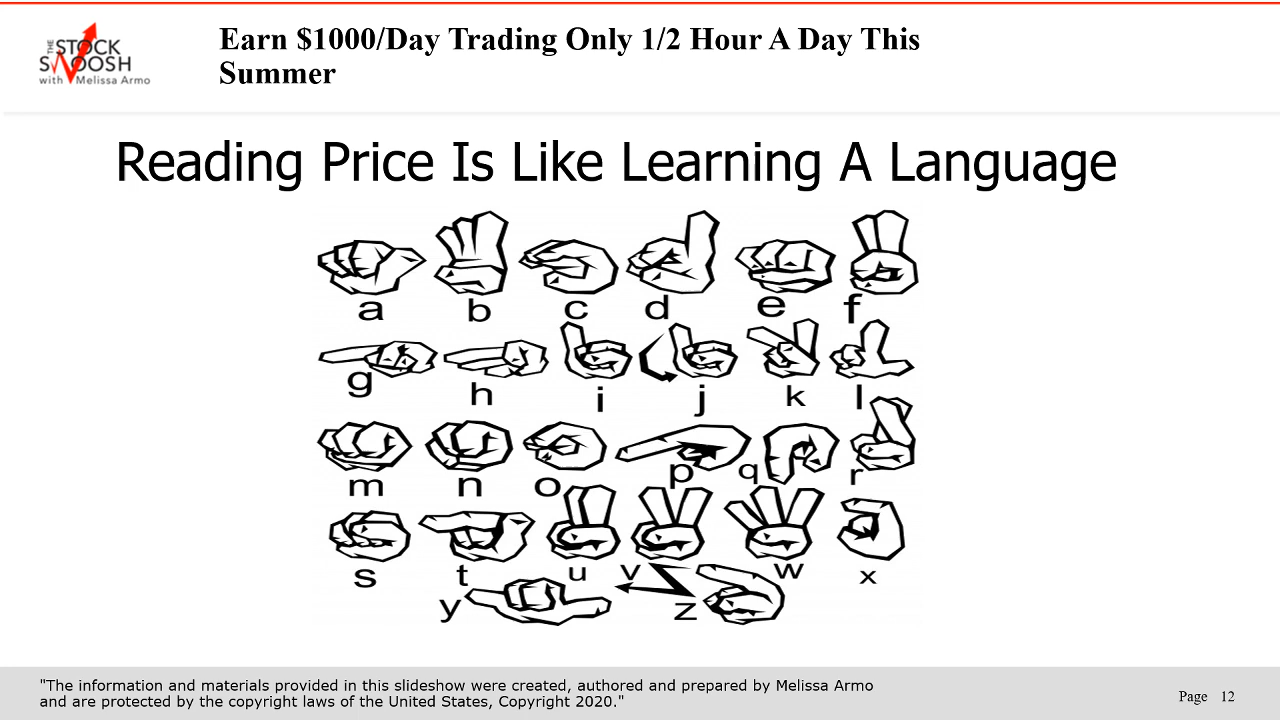 THE STOCK
SWOOSH
with Melissa Armo
Earn $1000/Day Trading Only 1/2 Hour A Day This
Summer
Reading Price Is Like Learning A Language
a b c d e f
g h i j k l
m n o p q r
s t u v w x
y z
"The information and materials provided in this slideshow were created, authored and prepared by Melissa Armo
and are protected by the copyright laws of the United States, Copyright 2020."
Page 12